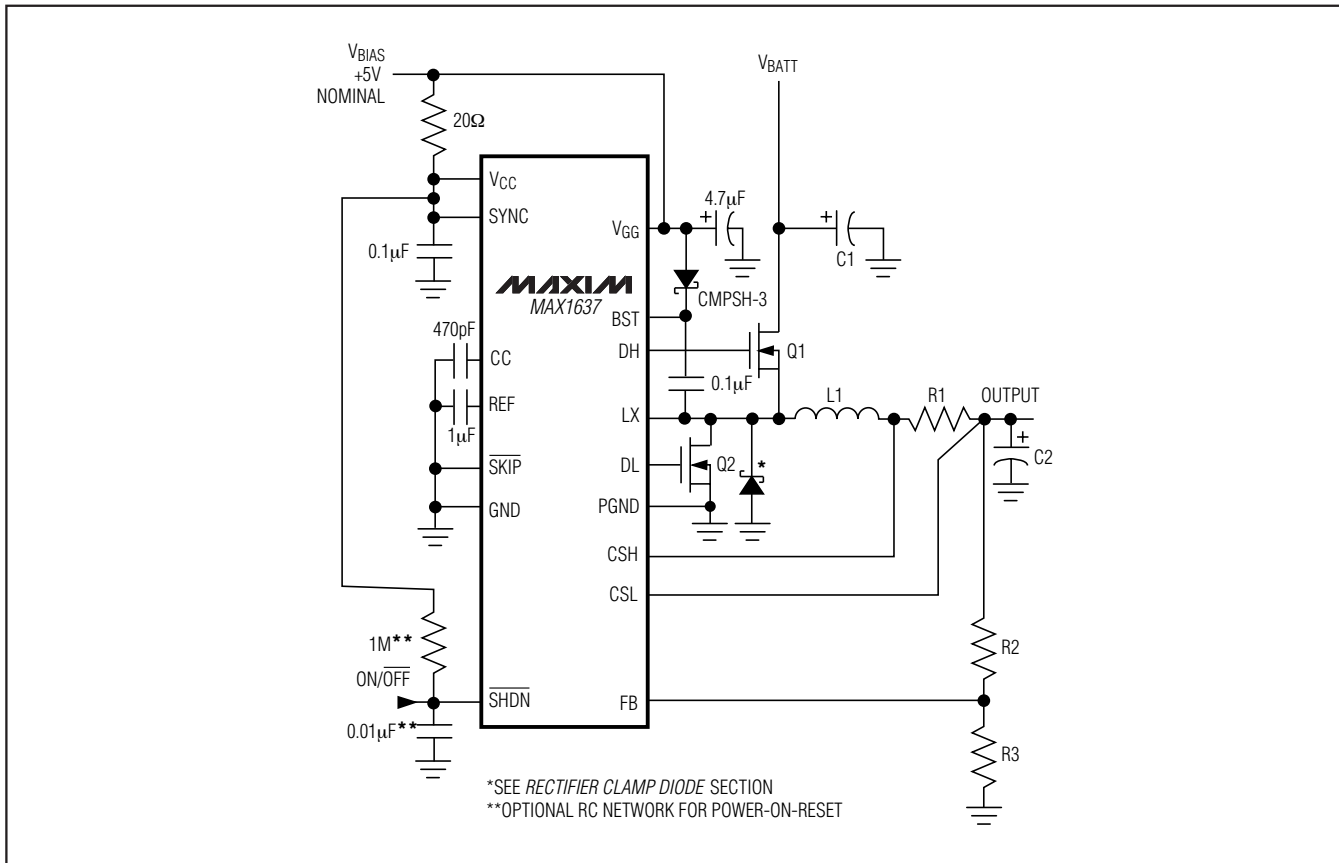 VBIAS
+5V
NOMINAL
VBATT
20Ω
VCC
SYNC
0.1µF
4.7µF
VGG
C1
MAXIM
MAX1637
CMPSH-3
BST
470pF
CC
DH
Q1
0.1µF
REF
1µF
LX
L1
R1
OUTPUT
C2
SKIP
DL
Q2
*
GND
PGND
CSH
CSL
1M**
R2
ON/OFF
SHDN
FB
0.01µF**
R3
*SEE RECTIFIER CLAMP DIODE SECTION
**OPTIONAL RC NETWORK FOR POWER-ON-RESET